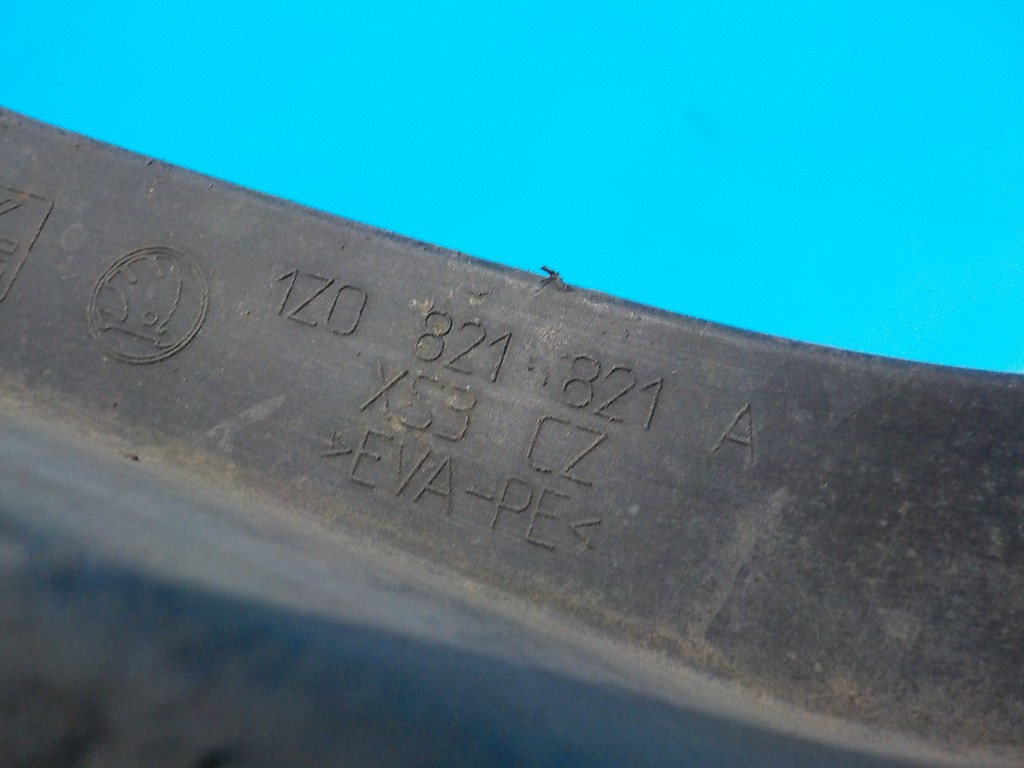 1Z0 821 821 A
XS3 CZ
>EVA-PE<